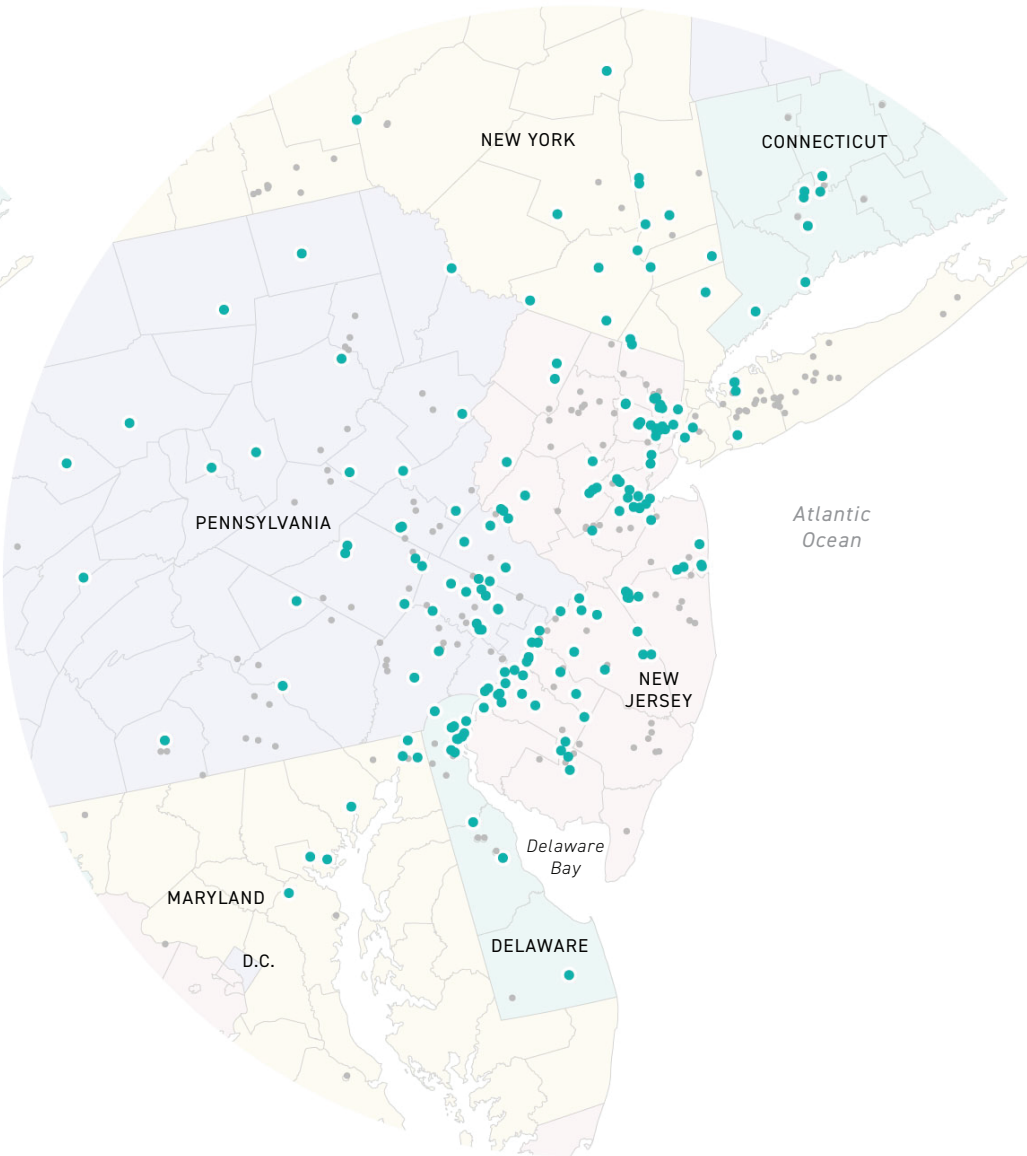 NEW YORK
CONNECTICUT
PENNSYLVANIA
Atlantic
Ocean
NEW
JERSEY
Delaware
Bay
MARYLAND
DELAWARE
D.C.